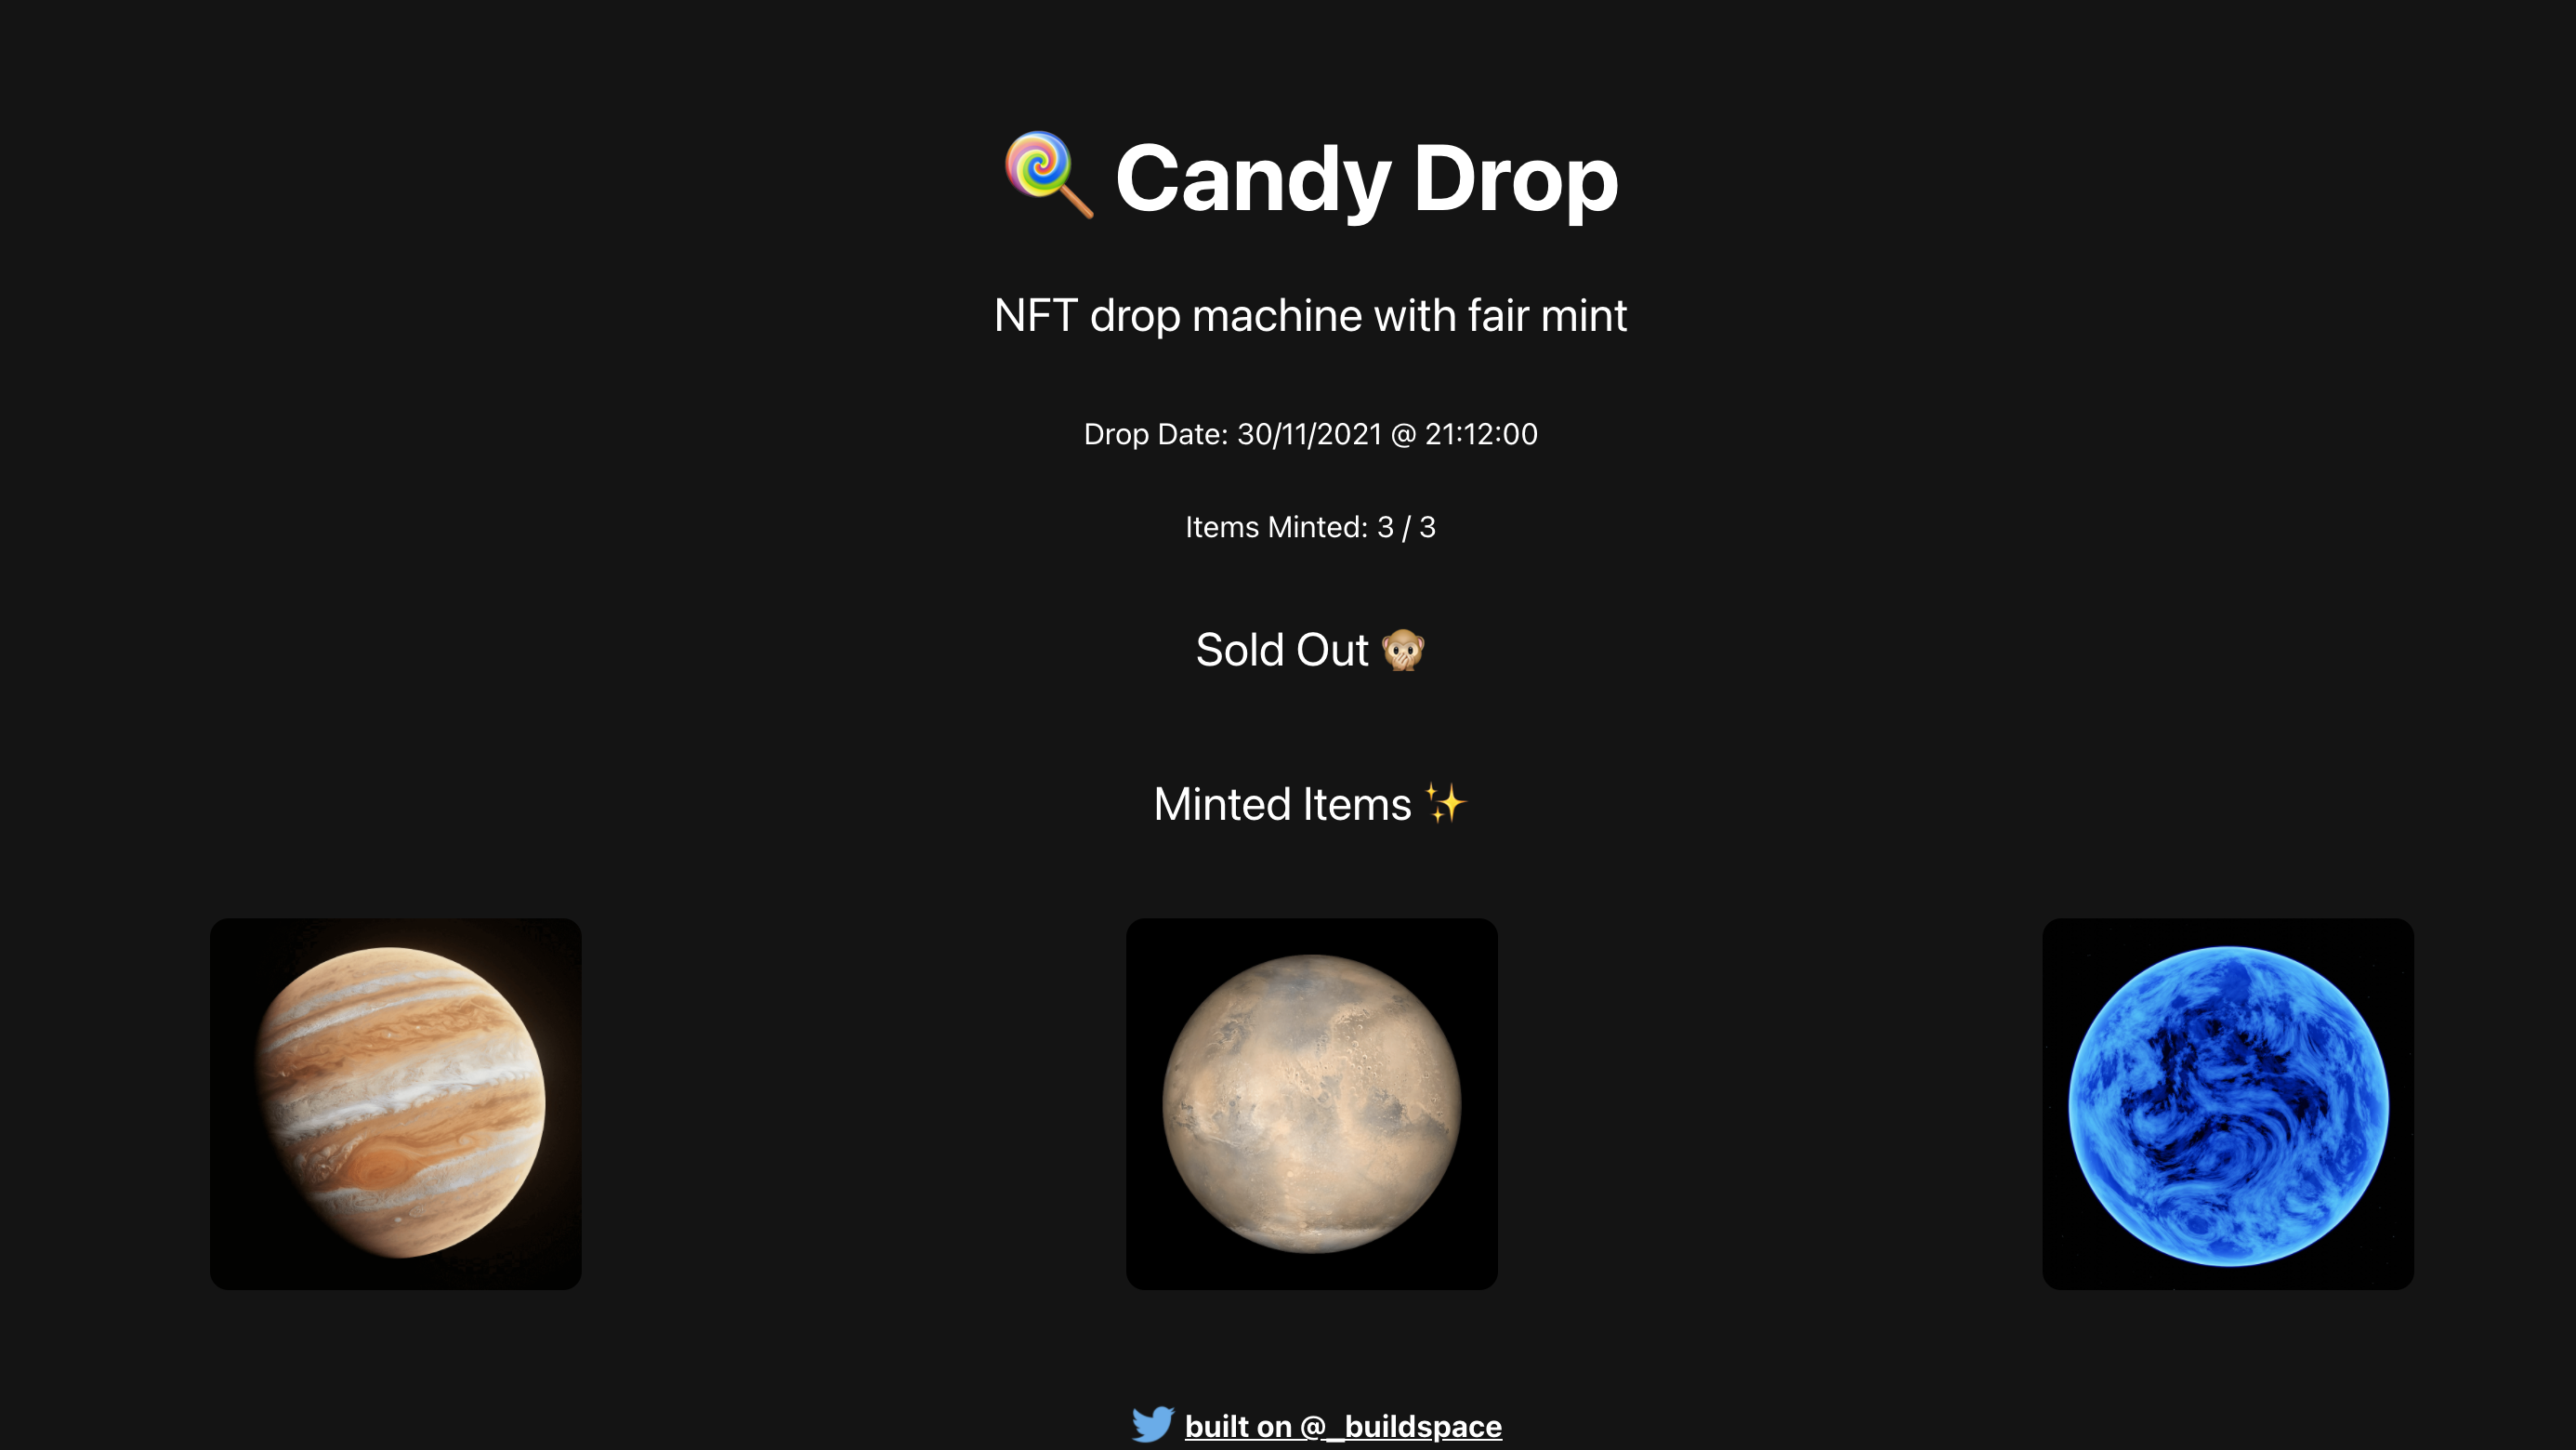 🍭 Candy Drop
NFT drop machine with fair mint
Drop Date: 30/11/2021 @ 21:12:00
Items Minted: 3 / 3
Sold Out 🙊
Minted Items ✨
built on @_buildspace